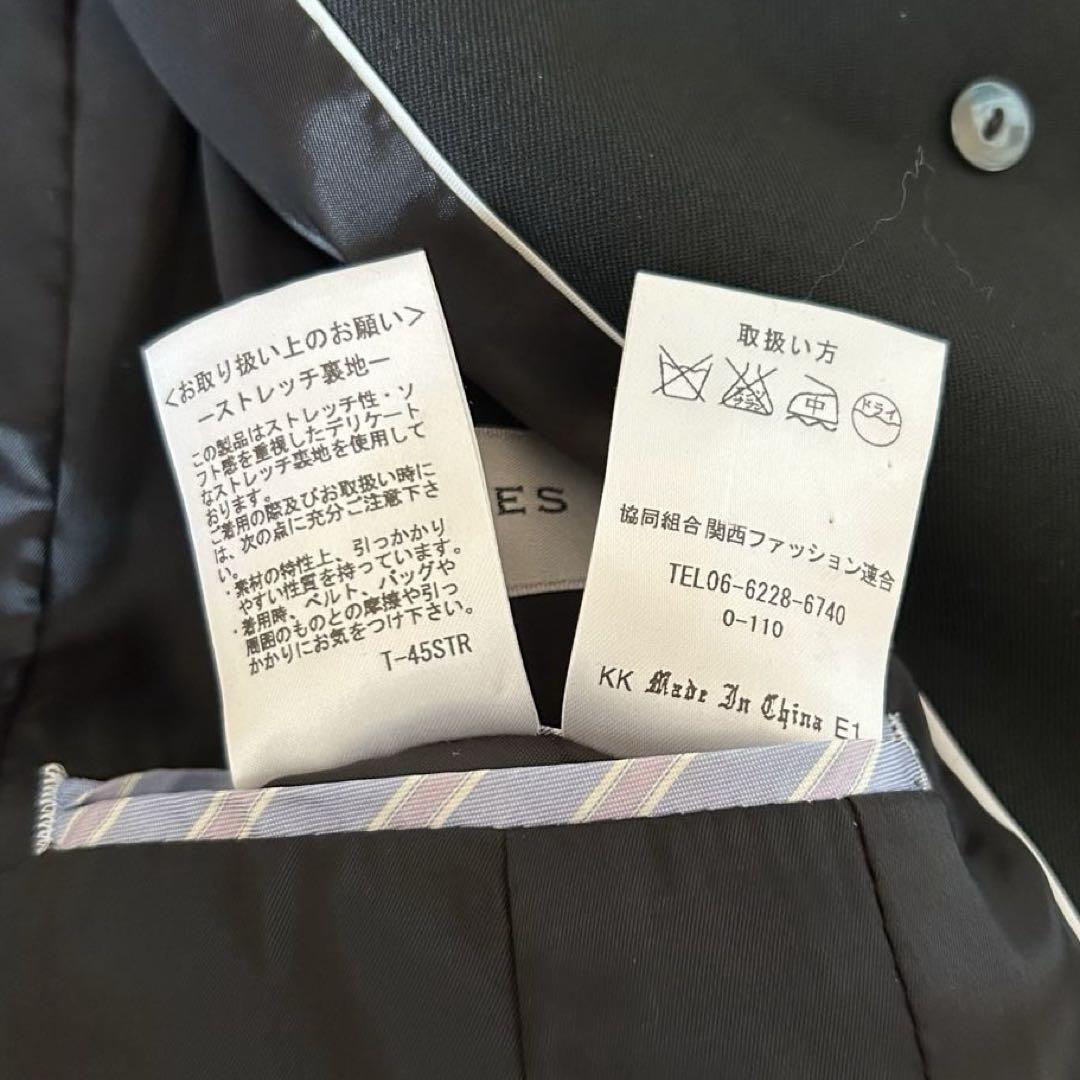 <お取り扱い上のお願い>
ーストレッチ裏地ー
この製品はストレッチ性・ソ
フト感を重視したデリケート
なストレッチ裏地を使用して
おります。
ご着用の際及びお取扱い時に
は、次の点に充分ご注意下さ
い。
・素材の特性上、引っかかり
やすい性質を持っています。
・着用時、ベルト、バッグや
周囲のものとの摩擦や引っ
かかりにお気をつけ下さい。
T-45STR
ES
取扱い方
エンソ
サラシ
中
ドライ
協同組合関西ファッション連合
TEL06-6228-6740
0-110
KK Made In China E1